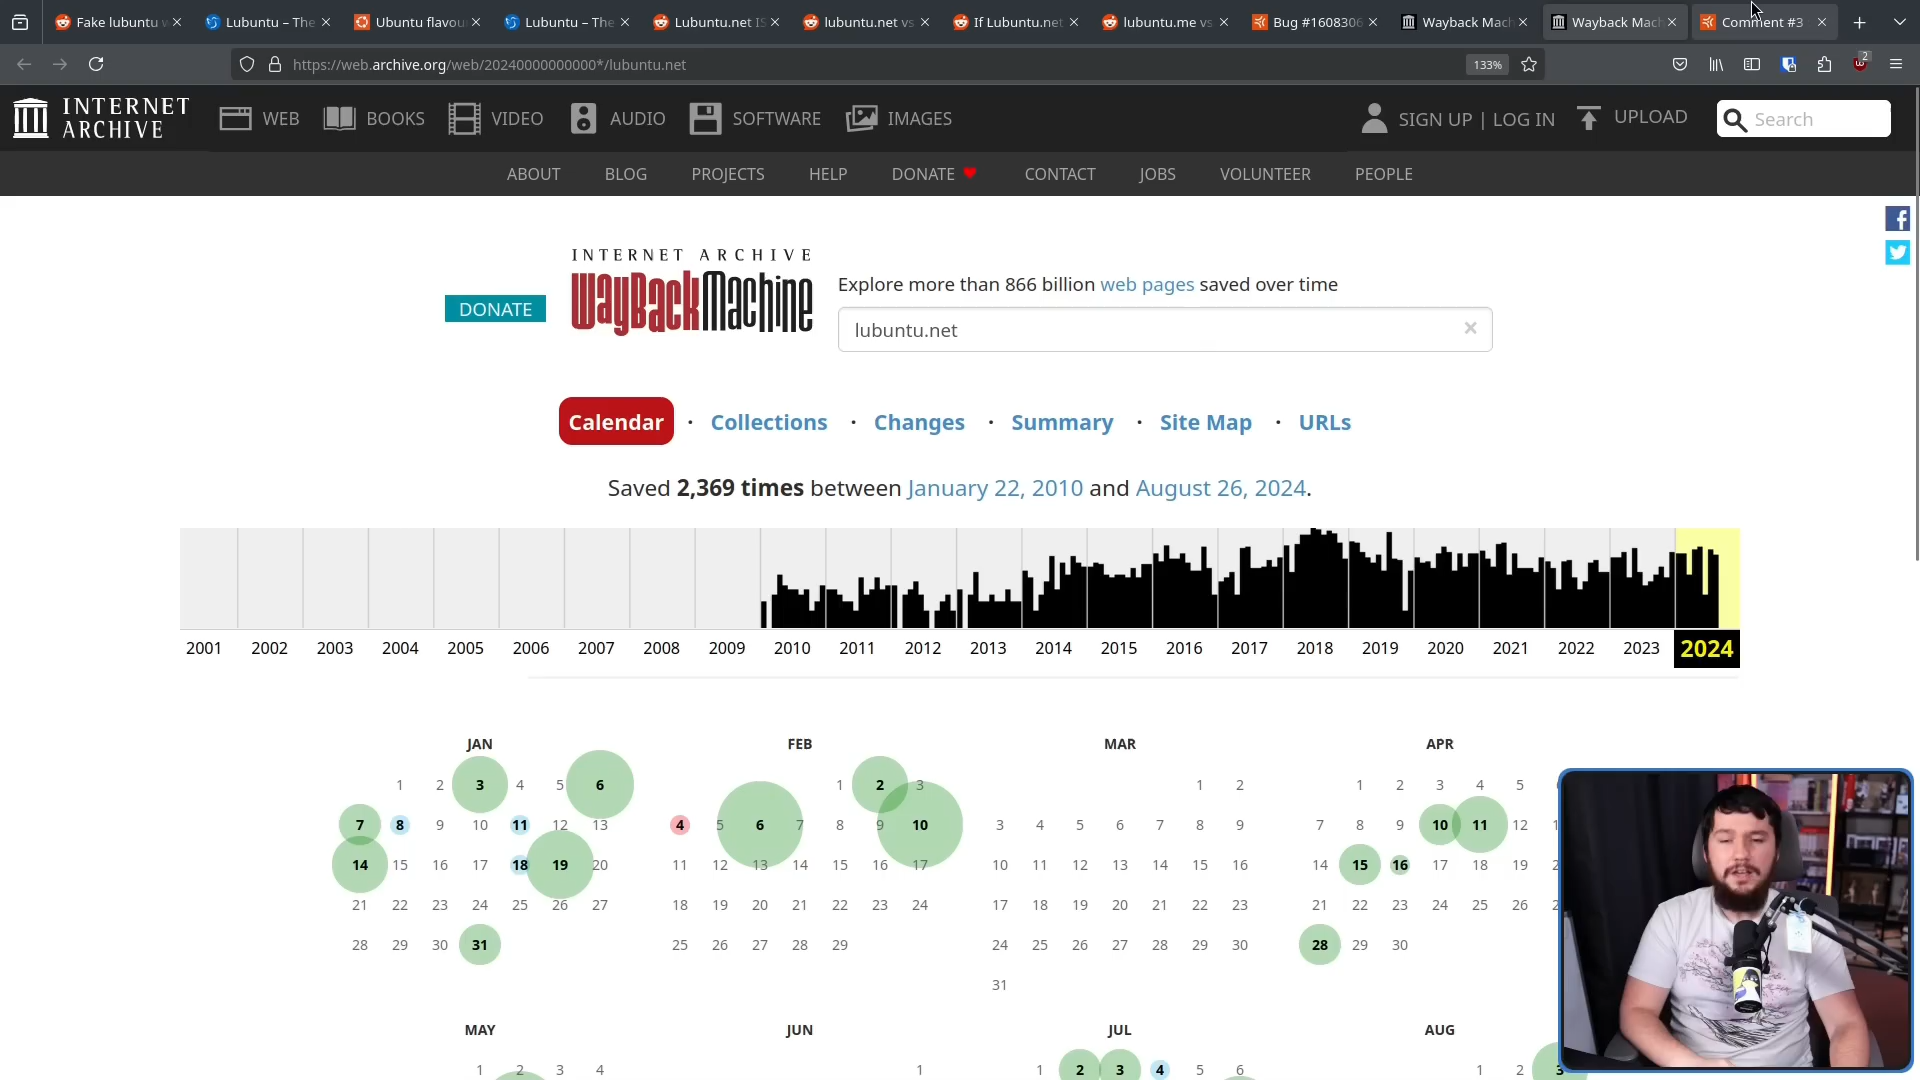 Fake lubuntu w
Lubuntu – The
Ubuntu flavou
Lubuntu – The
Lubuntu.net IS
lubuntu.net vs
If Lubuntu.net
lubuntu.me vs
Bug #1608306
Wayback Mach
Wayback Mach
Comment #3
https://web.archive.org/web/20240000000000*/lubuntu.net
133%
2
INTERNET ARCHIVE
WEB
BOOKS
VIDEO
AUDIO
SOFTWARE
IMAGES
SIGN UP | LOG IN
UPLOAD
Search
ABOUT
BLOG
PROJECTS
HELP
DONATE
CONTACT
JOBS
VOLUNTEER
PEOPLE
DONATE
INTERNET ARCHIVE
WayBackMachine
Explore more than 866 billion web pages saved over time
lubuntu.net
Calendar · Collections · Changes · Summary · Site Map · URLs
Saved 2,369 times between January 22, 2010 and August 26, 2024.
2001 2002 2003 2004 2005 2006 2007 2008 2009 2010 2011 2012 2013 2014 2015 2016 2017 2018 2019 2020 2021 2022 2023 2024
JAN
1 2 3 4 5 6
7 8 9 10 11 12 13
14 15 16 17 18 19 20
21 22 23 24 25 26 27
28 29 30 31
FEB
1 2 3
4 5 6 7 8 9 10
11 12 13 14 15 16 17
18 19 20 21 22 23 24
25 26 27 28 29
MAR
1 2
3 4 5 6 7 8 9
10 11 12 13 14 15 16
17 18 19 20 21 22 23
24 25 26 27 28 29 30
31
APR
1 2 3 4 5
7 8 9 10 11 12
14 15 16 17 18 19
21 22 23 24 25 26
28 29 30
MAY
1 2 3 4
JUN
1
JUL
1 2 3 4 5 6
AUG
1 2 3